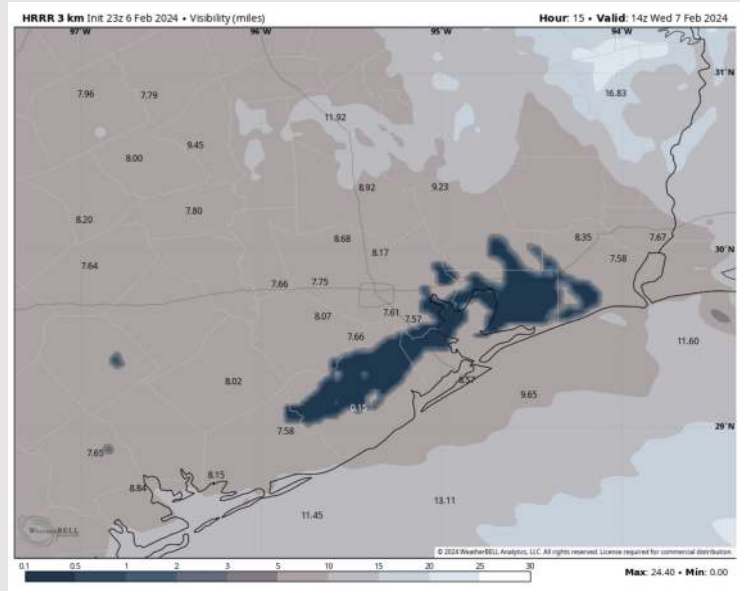 HRRR 3 km Init 23z 6 Feb 2024 • Visibility (miles)
Hour: 15 • Valid: 14z Wed 7 Feb 2024
97°W 96°W 95°W 94°W
31°N
7.96 7.79 16.83
11.92
9.45
8.00
8.92 9.23
7.80
8.20
8.68 8.35 7.67
30°N
8.17
7.64 7.58
7.66 7.75
8.07 7.61 7.57
7.66 11.60
8.02 8.57
9.65
0.15
7.58 29°N
7.65
8.15
8.84
11.45 13.11
WeatherBELL
© 2024 WeatherBELL Analytics, LLC. All rights reserved. License required for commercial distribution.
0.1 0.5 1 2 3 5 10 15 20 25 30
Max: 24.40 • Min: 0.00